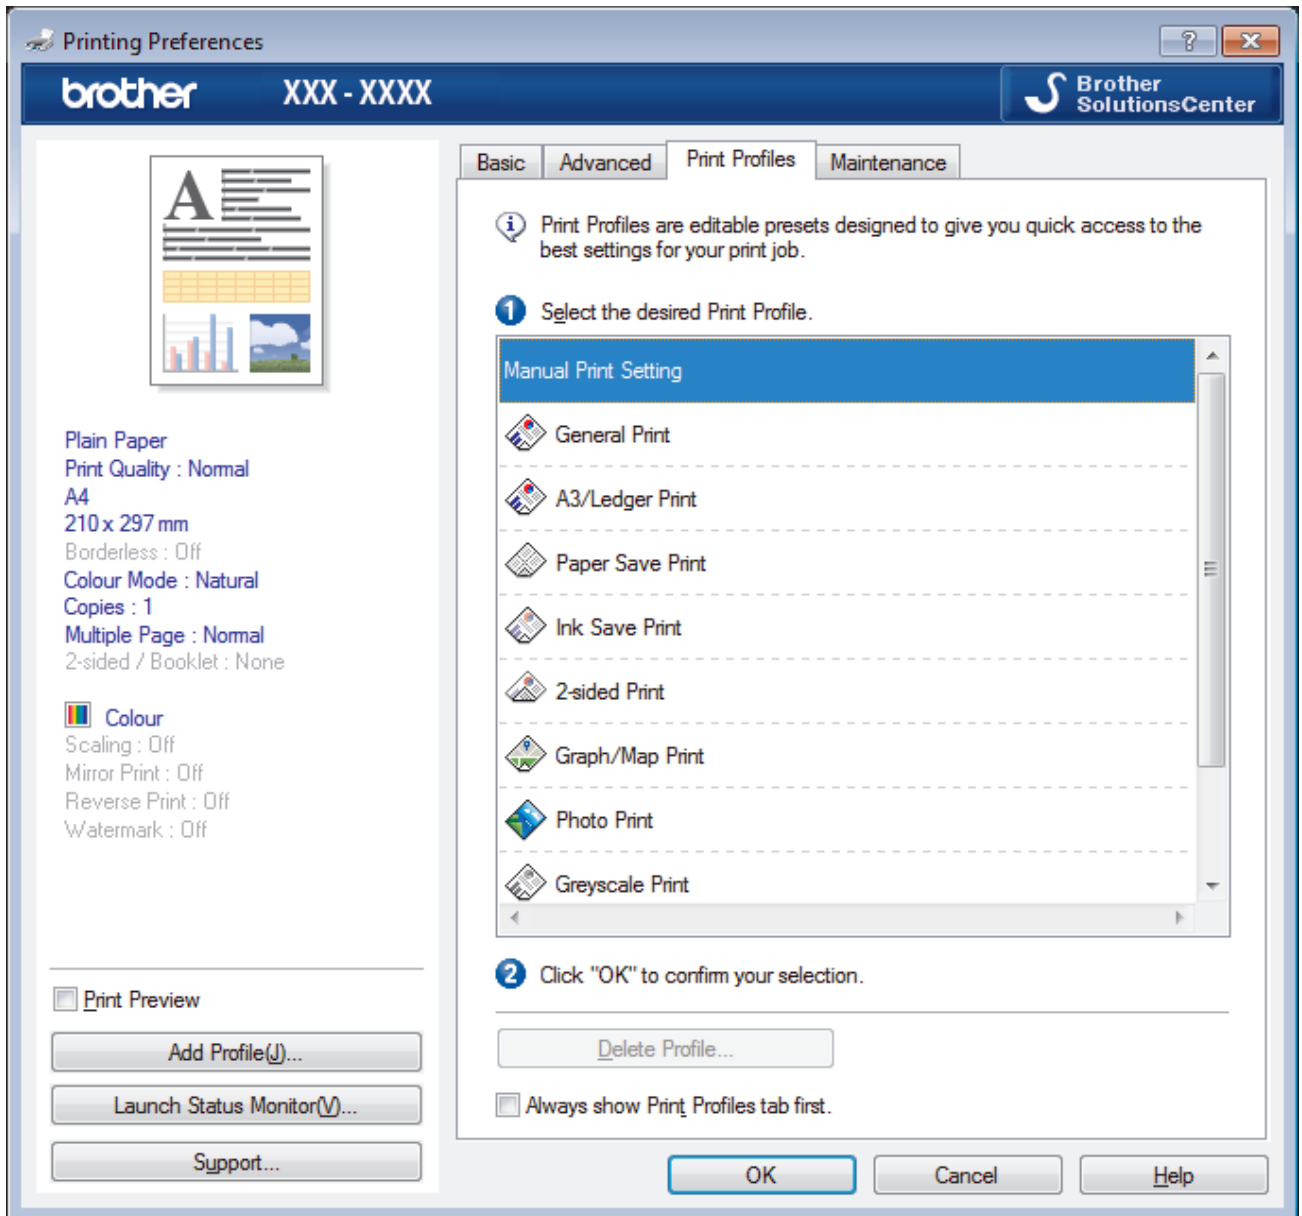 Printing Preferences
brother XXX - XXXX
Brother
SolutionsCenter
A
Plain Paper
Print Quality : Normal
A4
210 x 297 mm
Borderless : Off
Colour Mode : Natural
Copies : 1
Multiple Page : Normal
2-sided / Booklet : None
Colour
Scaling : Off
Mirror Print : Off
Reverse Print : Off
Watermark : Off
Print Preview
Add Profile(J)...
Launch Status Monitor(V)...
Support...
Basic Advanced Print Profiles Maintenance
Print Profiles are editable presets designed to give you quick access to the
best settings for your print job.
1 Select the desired Print Profile.
Manual Print Setting
General Print
A3/Ledger Print
Paper Save Print
Ink Save Print
2-sided Print
Graph/Map Print
Photo Print
Greyscale Print
2 Click "OK" to confirm your selection.
Delete Profile...
Always show Print Profiles tab first.
OK Cancel Help